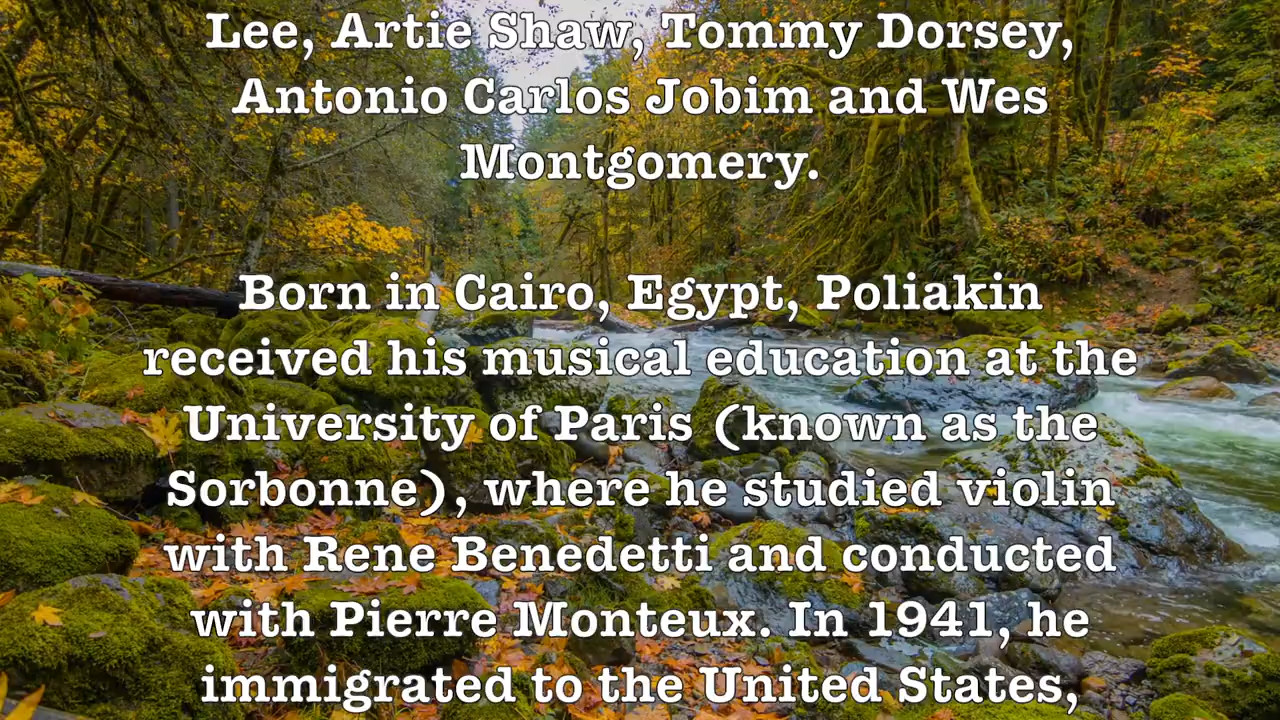 Lee, Artie Shaw, Tommy Dorsey,
Antonio Carlos Jobim and Wes
Montgomery.
Born in Cairo, Egypt, Poliakin
received his musical education at the
University of Paris (known as the
Sorbonne), where he studied violin
with Rene Benedetti and conducted
with Pierre Monteux. In 1941, he
immigrated to the United States,